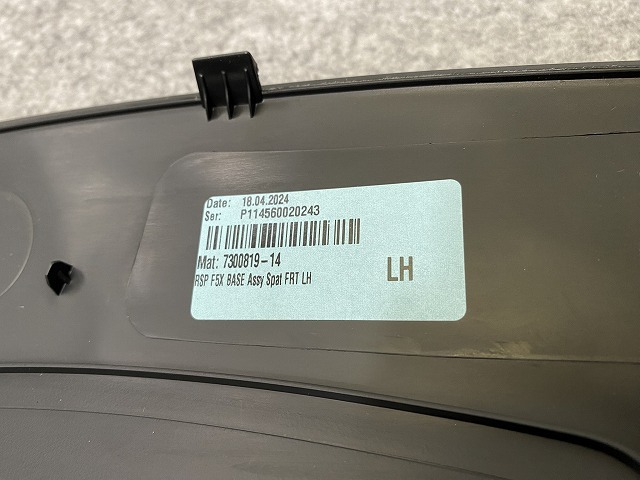 Date: 18.04.2024
Ser: P114560020243
Mat: 7300819-14
RSP F5X BASE Assy Spat FRT LH
LH